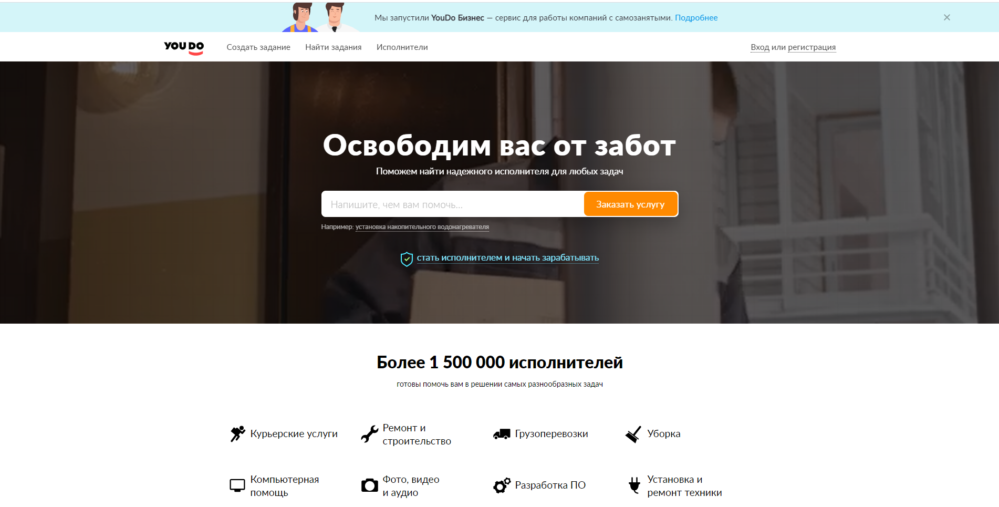 Мы запустили YouDo Бизнес — сервис для работы компаний с самозанятыми. Подробнее
YOU DO
Создать задание
Найти задания
Исполнители
Вход или регистрация
Освободим вас от забот
Поможем найти надежного исполнителя для любых задач
Напишите, чем вам помочь...
Заказать услугу
Например: установка накопительного водонагревателя
стать исполнителем и начать зарабатывать
Более 1 500 000 исполнителей
готовы помочь вам в решении самых разнообразных задач
Курьерские услуги
Ремонт и
строительство
Грузоперевозки
Уборка
Компьютерная
помощь
Фото, видео
и аудио
Разработка ПО
Установка и
ремонт техники